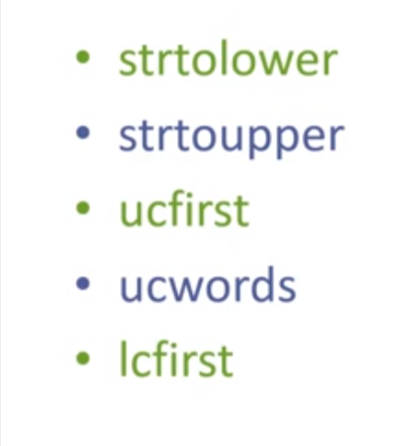 • strtolower
• strtoupper
• ucfirst
• ucwords
• lcfirst